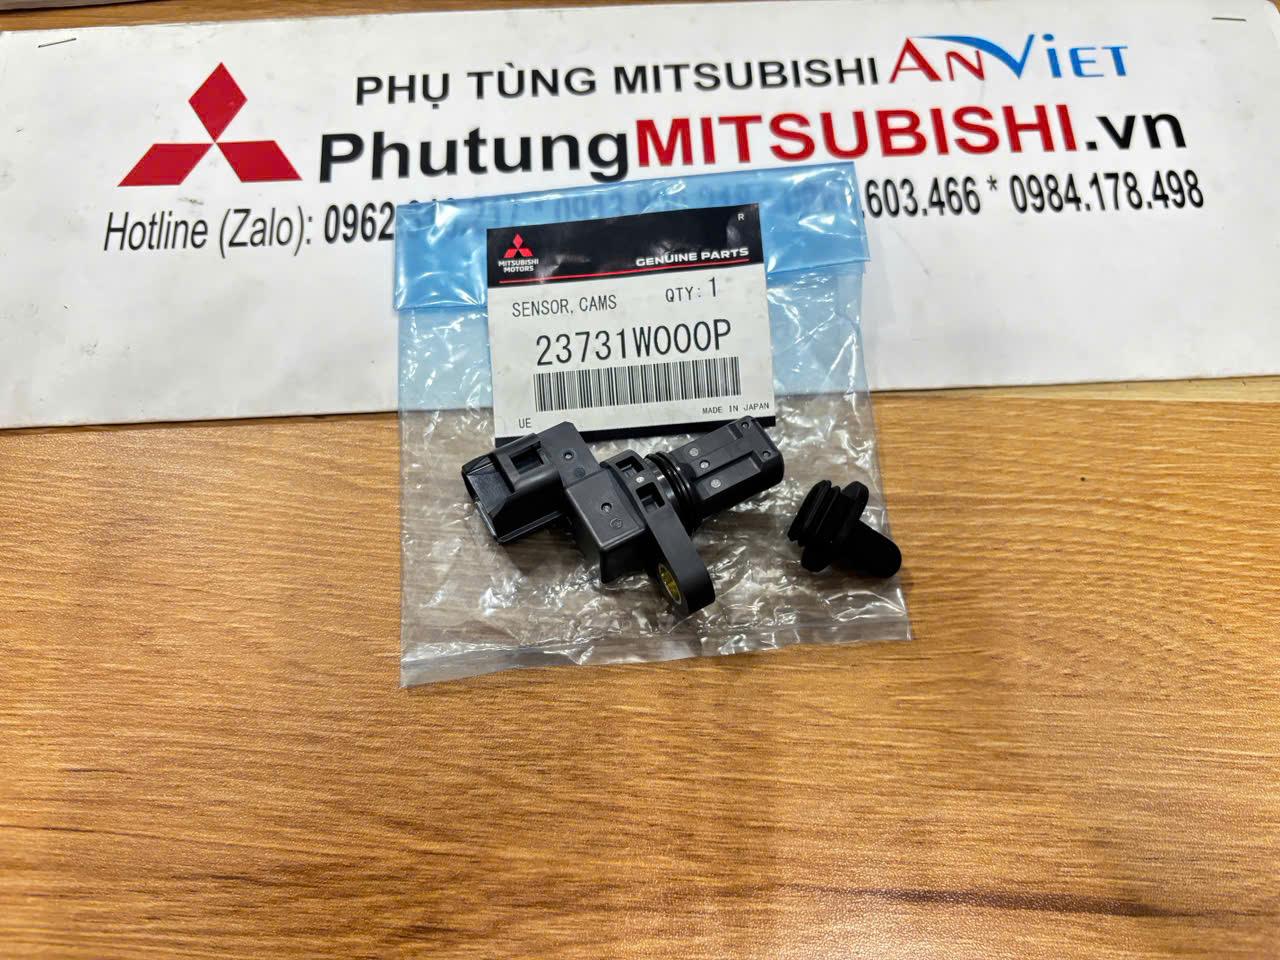 PHỤ TÙNG MITSUBISHI ANVIET
PhutungMITSUBISHI.vn
Hotline (Zalo): 0962 .603.466 * 0984.178.498
R
MITSUBISHI
MOTORS
GENUINE PARTS
SENSOR, CAMS QTY: 1
23731W000P
UE MADE IN JAPAN